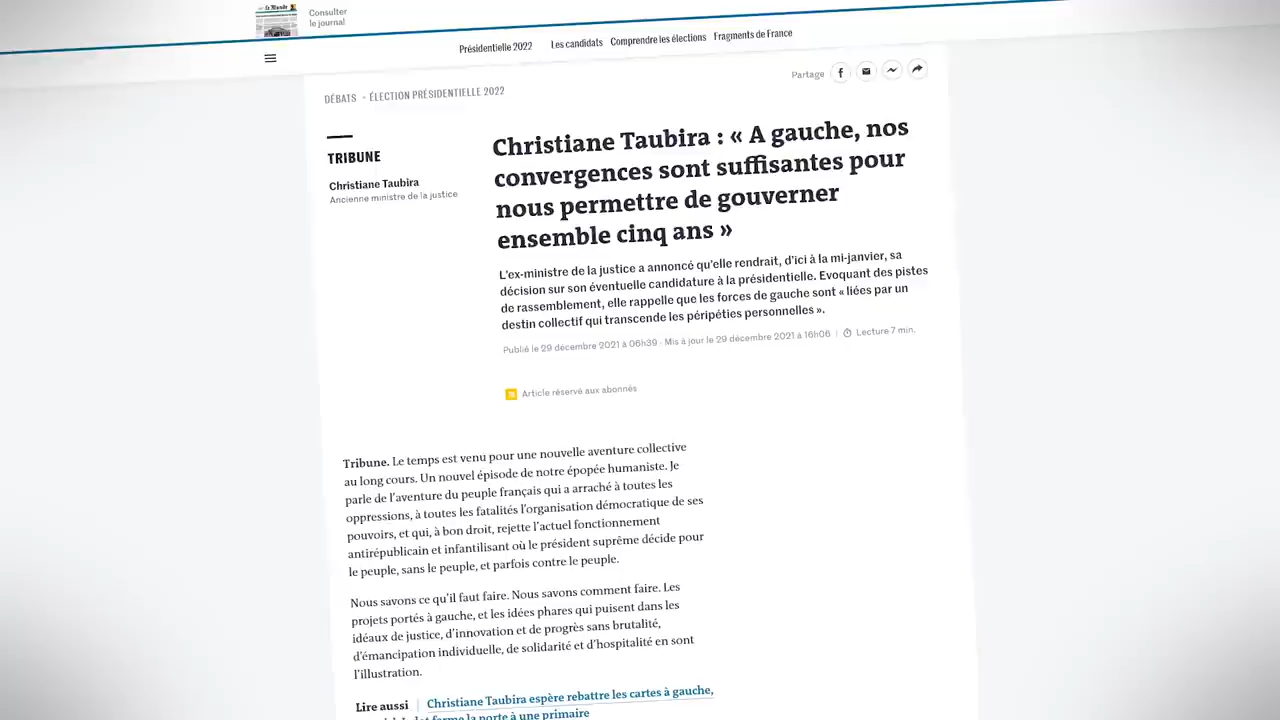 Le Monde
Consulter
le journal
Présidentielle 2022 Les candidats Comprendre les élections Fragments de France
Partage
DÉBATS - ÉLECTION PRÉSIDENTIELLE 2022
TRIBUNE
Christiane Taubira
Ancienne ministre de la justice
Christiane Taubira : « A gauche, nos
convergences sont suffisantes pour
nous permettre de gouverner
ensemble cinq ans »
L'ex-ministre de la justice a annoncé qu'elle rendrait, d'ici à la mi-janvier, sa
décision sur son éventuelle candidature à la présidentielle. Evoquant des pistes
de rassemblement, elle rappelle que les forces de gauche sont « liées par un
destin collectif qui transcende les péripéties personnelles ».
Publié le 29 décembre 2021 à 06h39 - Mis à jour le 29 décembre 2021 à 16h06 | Lecture 7 min.
Article réservé aux abonnés
Tribune. Le temps est venu pour une nouvelle aventure collective
au long cours. Un nouvel épisode de notre épopée humaniste. Je
parle de l'aventure du peuple français qui a arraché à toutes les
oppressions, à toutes les fatalités l'organisation démocratique de ses
pouvoirs, et qui, à bon droit, rejette l'actuel fonctionnement
antirépublicain et infantilisant où le président suprême décide pour
le peuple, sans le peuple, et parfois contre le peuple.
Nous savons ce qu'il faut faire. Nous savons comment faire. Les
projets portés à gauche, et les idées phares qui puisent dans les
idéaux de justice, d'innovation et de progrès sans brutalité,
d'émancipation individuelle, de solidarité et d'hospitalité en sont
l'illustration.
Lire aussi | Christiane Taubira espère rebattre les cartes à gauche,
ferme la porte à une primaire